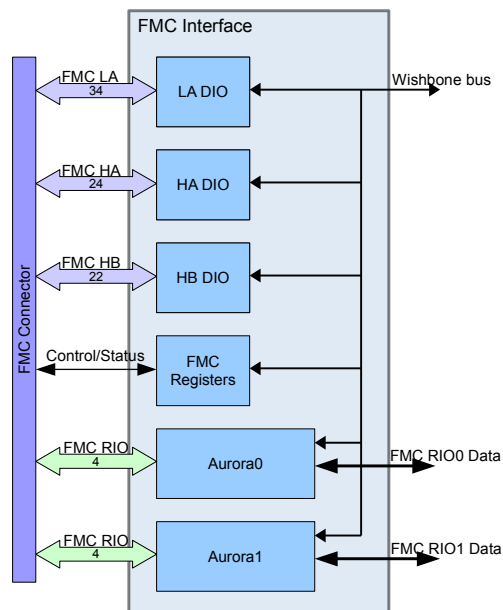 FMC Interface
FMC LA
34
LA DIO
Wishbone bus
FMC HA
24
HA DIO
FMC HB
22
HB DIO
FMC Connector
Control/Status
FMC
Registers
FMC RIO
4
Aurora0
FMC RIO0 Data
FMC RIO
4
Aurora1
FMC RIO1 Data